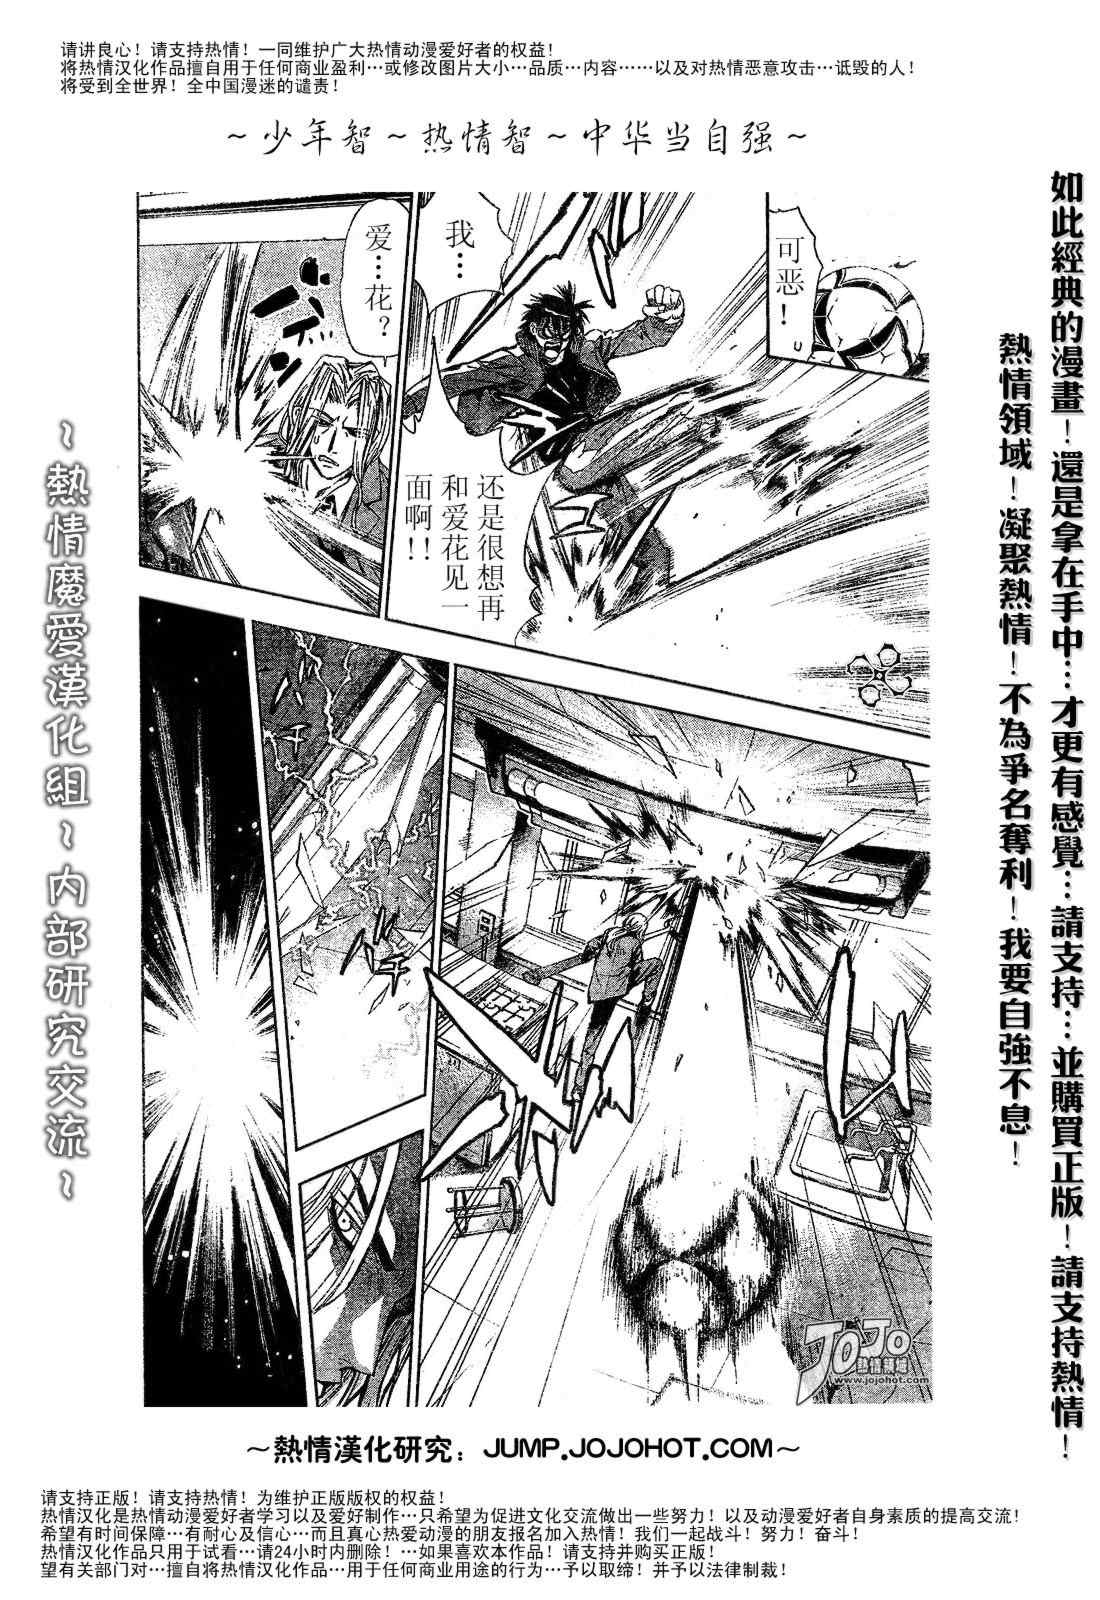 请讲良心！请支持热情！一同维护广大热情动漫爱好者的权益！
将热情汉化作品擅自用于任何商业盈利…或修改图片大小…品质…内容……以及对热情恶意攻击…诋毁的人！
将受到全世界！全中国漫迷的谴责！
～少年智～热情智～中华当自强～
如此經典的漫畫！還是拿在手中…才更有感覺…請支持…並購買正版！請支持熱情！
熱情領域！凝聚熱情！不為爭名奪利！我要自強不息！
可恶！
我…
还是很想再
和爱花见一
面啊！！
爱…
花？
～熱情魔愛漢化組～内部研究交流～
JOJO
熱情領域
www.jojohot.com
～熱情漢化研究：JUMP.JOJOHOT.COM～
请支持正版！请支持热情！为维护正版版权的权益！
热情汉化是热情动漫爱好者学习以及爱好制作…只希望为促进文化交流做出一些努力！以及动漫爱好者自身素质的提高交流！
希望有时间保障…有耐心及信心…而且真心热爱动漫的朋友报名加入热情！我们一起战斗！努力！奋斗！
热情汉化作品只用于试看…请24小时内删除！…如果喜欢本作品！请支持并购买正版！
望有关部门对…擅自将热情汉化作品…用于任何商业用途的行为…予以取缔！并予以法律制裁！